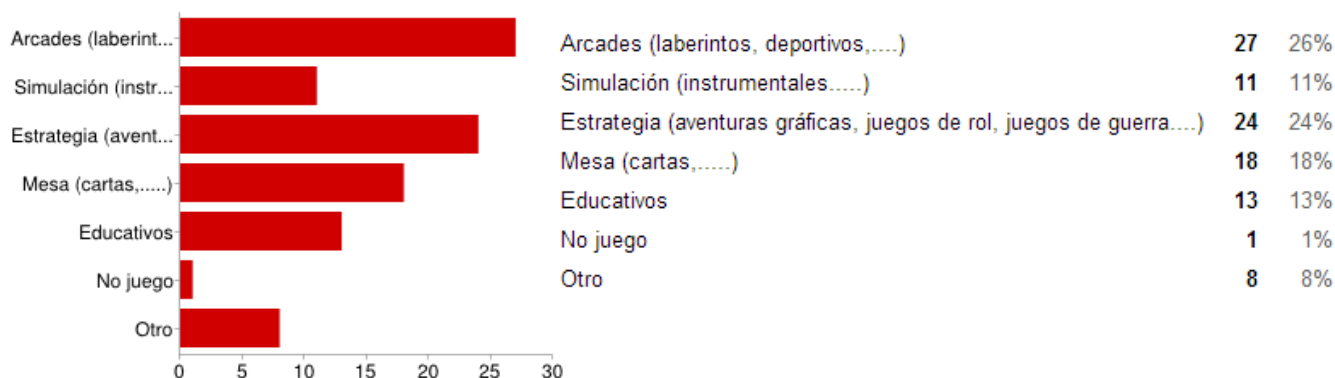 Arcades (laberint...
Simulación (instr...
Estrategia (avent...
Mesa (cartas,.....)
Educativos
No juego
Otro
0 5 10 15 20 25 30
Arcades (laberintos, deportivos,....) 27 26%
Simulación (instrumentales.....) 11 11%
Estrategia (aventuras gráficas, juegos de rol, juegos de guerra....) 24 24%
Mesa (cartas,.....) 18 18%
Educativos 13 13%
No juego 1 1%
Otro 8 8%